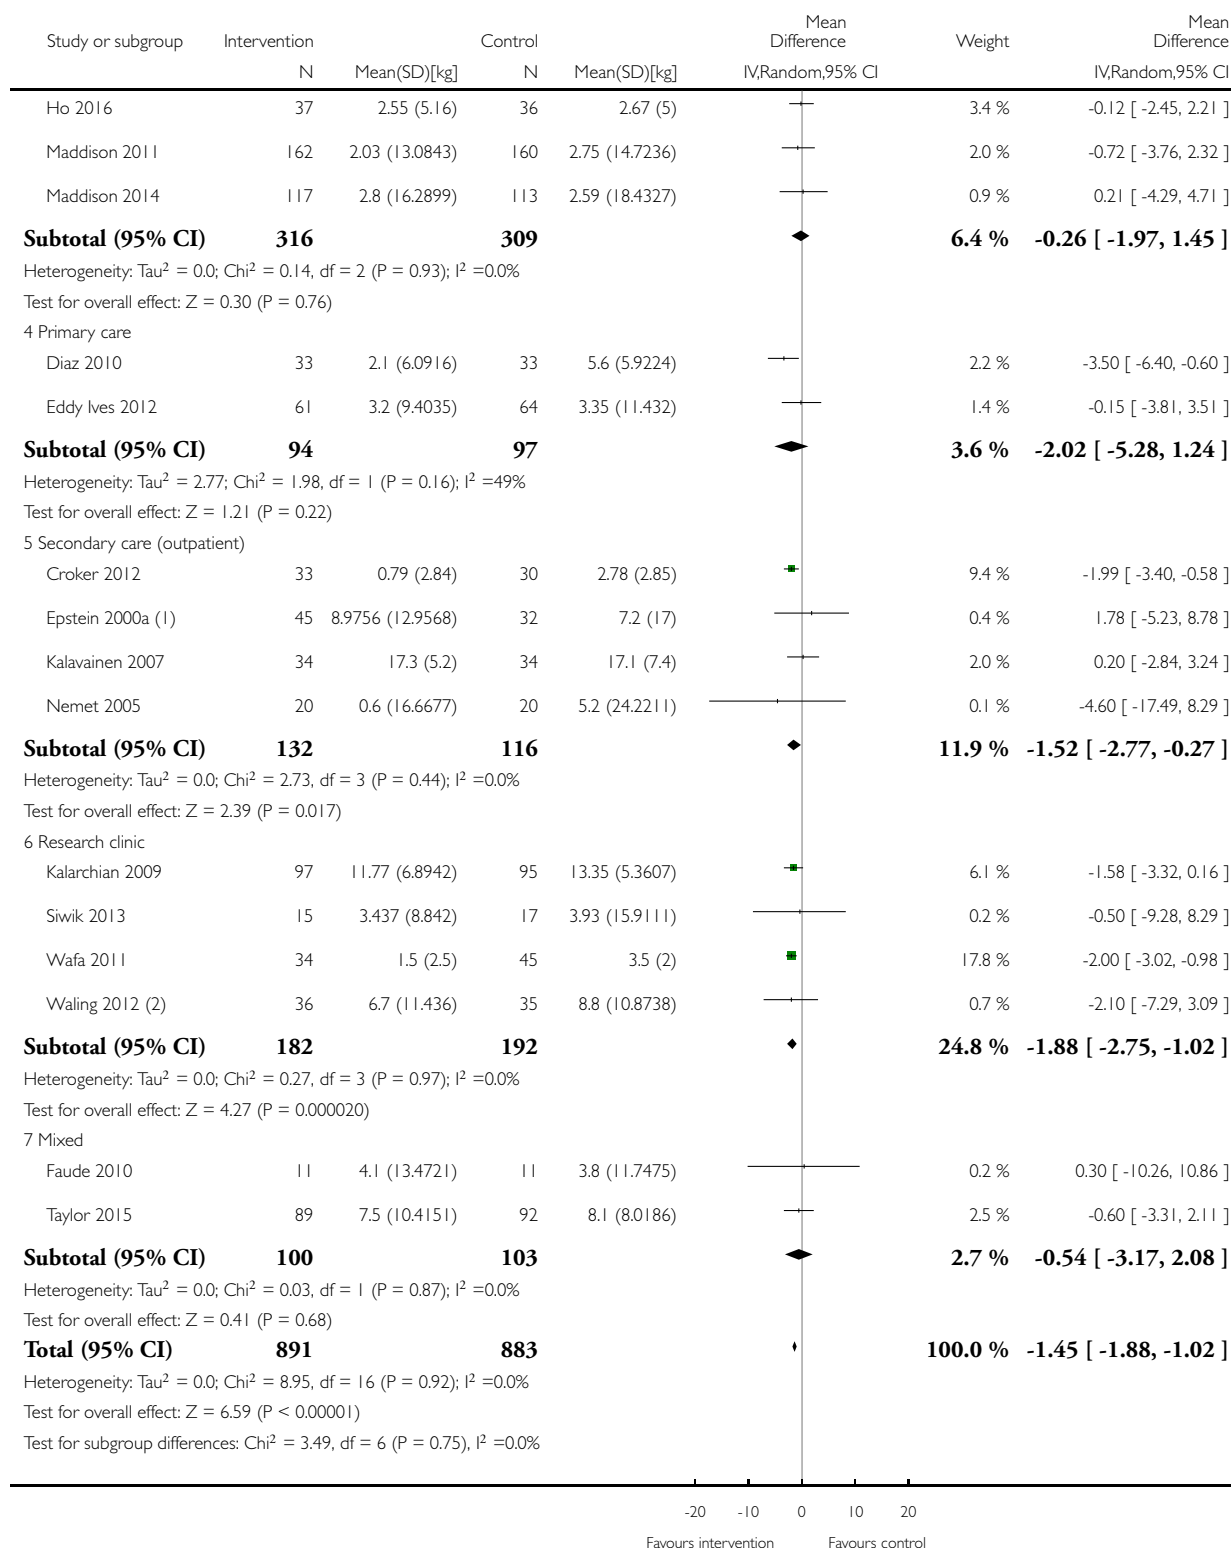 Study or subgroup Intervention Control Mean Difference Weight Mean Difference
N Mean(SD)[kg] N Mean(SD)[kg] IV,Random,95% CI IV,Random,95% CI
Ho 2016 37 2.55 (5.16) 36 2.67 (5) 3.4 % -0.12 [ -2.45, 2.21 ]
Maddison 2011 162 2.03 (13.0843) 160 2.75 (14.7236) 2.0 % -0.72 [ -3.76, 2.32 ]
Maddison 2014 117 2.8 (16.2899) 113 2.59 (18.4327) 0.9 % 0.21 [ -4.29, 4.71 ]
Subtotal (95% CI) 316 309 6.4 % -0.26 [ -1.97, 1.45 ]
Heterogeneity: Tau² = 0.0; Chi² = 0.14, df = 2 (P = 0.93); I² =0.0%
Test for overall effect: Z = 0.30 (P = 0.76)
4 Primary care
Diaz 2010 33 2.1 (6.0916) 33 5.6 (5.9224) 2.2 % -3.50 [ -6.40, -0.60 ]
Eddy Ives 2012 61 3.2 (9.4035) 64 3.35 (11.432) 1.4 % -0.15 [ -3.81, 3.51 ]
Subtotal (95% CI) 94 97 3.6 % -2.02 [ -5.28, 1.24 ]
Heterogeneity: Tau² = 2.77; Chi² = 1.98, df = 1 (P = 0.16); I² =49%
Test for overall effect: Z = 1.21 (P = 0.22)
5 Secondary care (outpatient)
Croker 2012 33 0.79 (2.84) 30 2.78 (2.85) 9.4 % -1.99 [ -3.40, -0.58 ]
Epstein 2000a (1) 45 8.9756 (12.9568) 32 7.2 (17) 0.4 % 1.78 [ -5.23, 8.78 ]
Kalavainen 2007 34 17.3 (5.2) 34 17.1 (7.4) 2.0 % 0.20 [ -2.84, 3.24 ]
Nemet 2005 20 0.6 (16.6677) 20 5.2 (24.2211) 0.1 % -4.60 [ -17.49, 8.29 ]
Subtotal (95% CI) 132 116 11.9 % -1.52 [ -2.77, -0.27 ]
Heterogeneity: Tau² = 0.0; Chi² = 2.73, df = 3 (P = 0.44); I² =0.0%
Test for overall effect: Z = 2.39 (P = 0.017)
6 Research clinic
Kalarchian 2009 97 11.77 (6.8942) 95 13.35 (5.3607) 6.1 % -1.58 [ -3.32, 0.16 ]
Siwik 2013 15 3.437 (8.842) 17 3.93 (15.9111) 0.2 % -0.50 [ -9.28, 8.29 ]
Wafa 2011 34 1.5 (2.5) 45 3.5 (2) 17.8 % -2.00 [ -3.02, -0.98 ]
Waling 2012 (2) 36 6.7 (11.436) 35 8.8 (10.8738) 0.7 % -2.10 [ -7.29, 3.09 ]
Subtotal (95% CI) 182 192 24.8 % -1.88 [ -2.75, -1.02 ]
Heterogeneity: Tau² = 0.0; Chi² = 0.27, df = 3 (P = 0.97); I² =0.0%
Test for overall effect: Z = 4.27 (P = 0.000020)
7 Mixed
Faude 2010 11 4.1 (13.4721) 11 3.8 (11.7475) 0.2 % 0.30 [ -10.26, 10.86 ]
Taylor 2015 89 7.5 (10.4151) 92 8.1 (8.0186) 2.5 % -0.60 [ -3.31, 2.11 ]
Subtotal (95% CI) 100 103 2.7 % -0.54 [ -3.17, 2.08 ]
Heterogeneity: Tau² = 0.0; Chi² = 0.03, df = 1 (P = 0.87); I² =0.0%
Test for overall effect: Z = 0.41 (P = 0.68)
Total (95% CI) 891 883 100.0 % -1.45 [ -1.88, -1.02 ]
Heterogeneity: Tau² = 0.0; Chi² = 8.95, df = 16 (P = 0.92); I² =0.0%
Test for overall effect: Z = 6.59 (P < 0.00001)
Test for subgroup differences: Chi² = 3.49, df = 6 (P = 0.75), I² =0.0%
-20 -10 0 10 20
Favours intervention Favours control